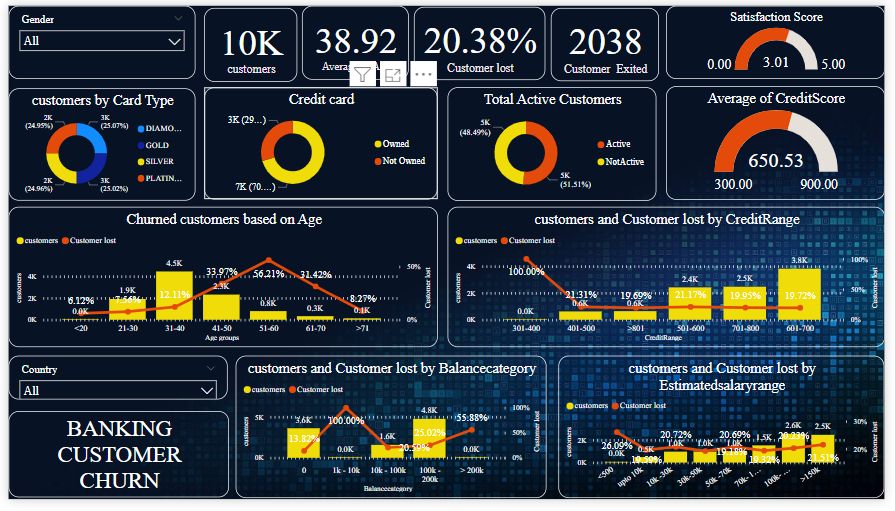 Gender
All
10K
customers
38.92
20.38%
Customer lost
2038
Customer Exited
Satisfaction Score
0.00
3.01
5.00
customers by Card Type
2K
(24.95%)
3K
(25.07%)
2K
(24.96%)
3K
(25.02%)
DIAMO...
GOLD
SILVER
PLATIN...
Credit card
3K (29...)
7K (70....)
Owned
Not Owned
Total Active Customers
5K
(48.49%)
5K
(51.51%)
Active
NotActive
Average of CreditScore
650.53
300.00
900.00
Churned customers based on Age
customers
Customer lost
customers
4K
2K
0K
6.12%
0.0K
1.9K
7.56%
4.5K
12.11%
33.97%
2.3K
56.21%
0.8K
31.42%
0.3K
8.27%
0.1K
50%
0%
Customer lost
<20
21-30
31-40
41-50
51-60
61-70
>71
Age groups
customers and Customer lost by CreditRange
customers
Customer lost
customers
4K
2K
0K
100.00%
0.0K
21.31%
0.6K
19.69%
0.6K
2.4K
21.17%
2.5K
19.95%
3.8K
19.72%
100%
50%
0%
Customer lost
301-400
401-500
>801
501-600
701-800
601-700
CreditRange
Country
All
BANKING
CUSTOMER
CHURN
customers and Customer lost by Balancecategory
customers
Customer lost
customers
5K
0K
3.6K
13.82%
100.00%
0.0K
1.6K
20.59%
4.8K
25.02%
55.88%
0.0K
100%
50%
0%
Customer lost
0
1k - 10k
10k - 100k
100k -
200k
> 200k
Balancecategory
customers and Customer lost by
Estimatedsalaryrange
customers
Customer lost
customers
2K
0K
26.09%
0.0K
0.5K
19.59%
20.72%
1.0K
1.0K
19.18%
20.69%
1.0K
1.5K
19.32%
2.6K
20.23%
2.5K
21.51%
30%
20%
Customer lost
<500
upto 10k
10k -30k
30k-50k
50k -70k
70k- 1...
100k- ...
>150k